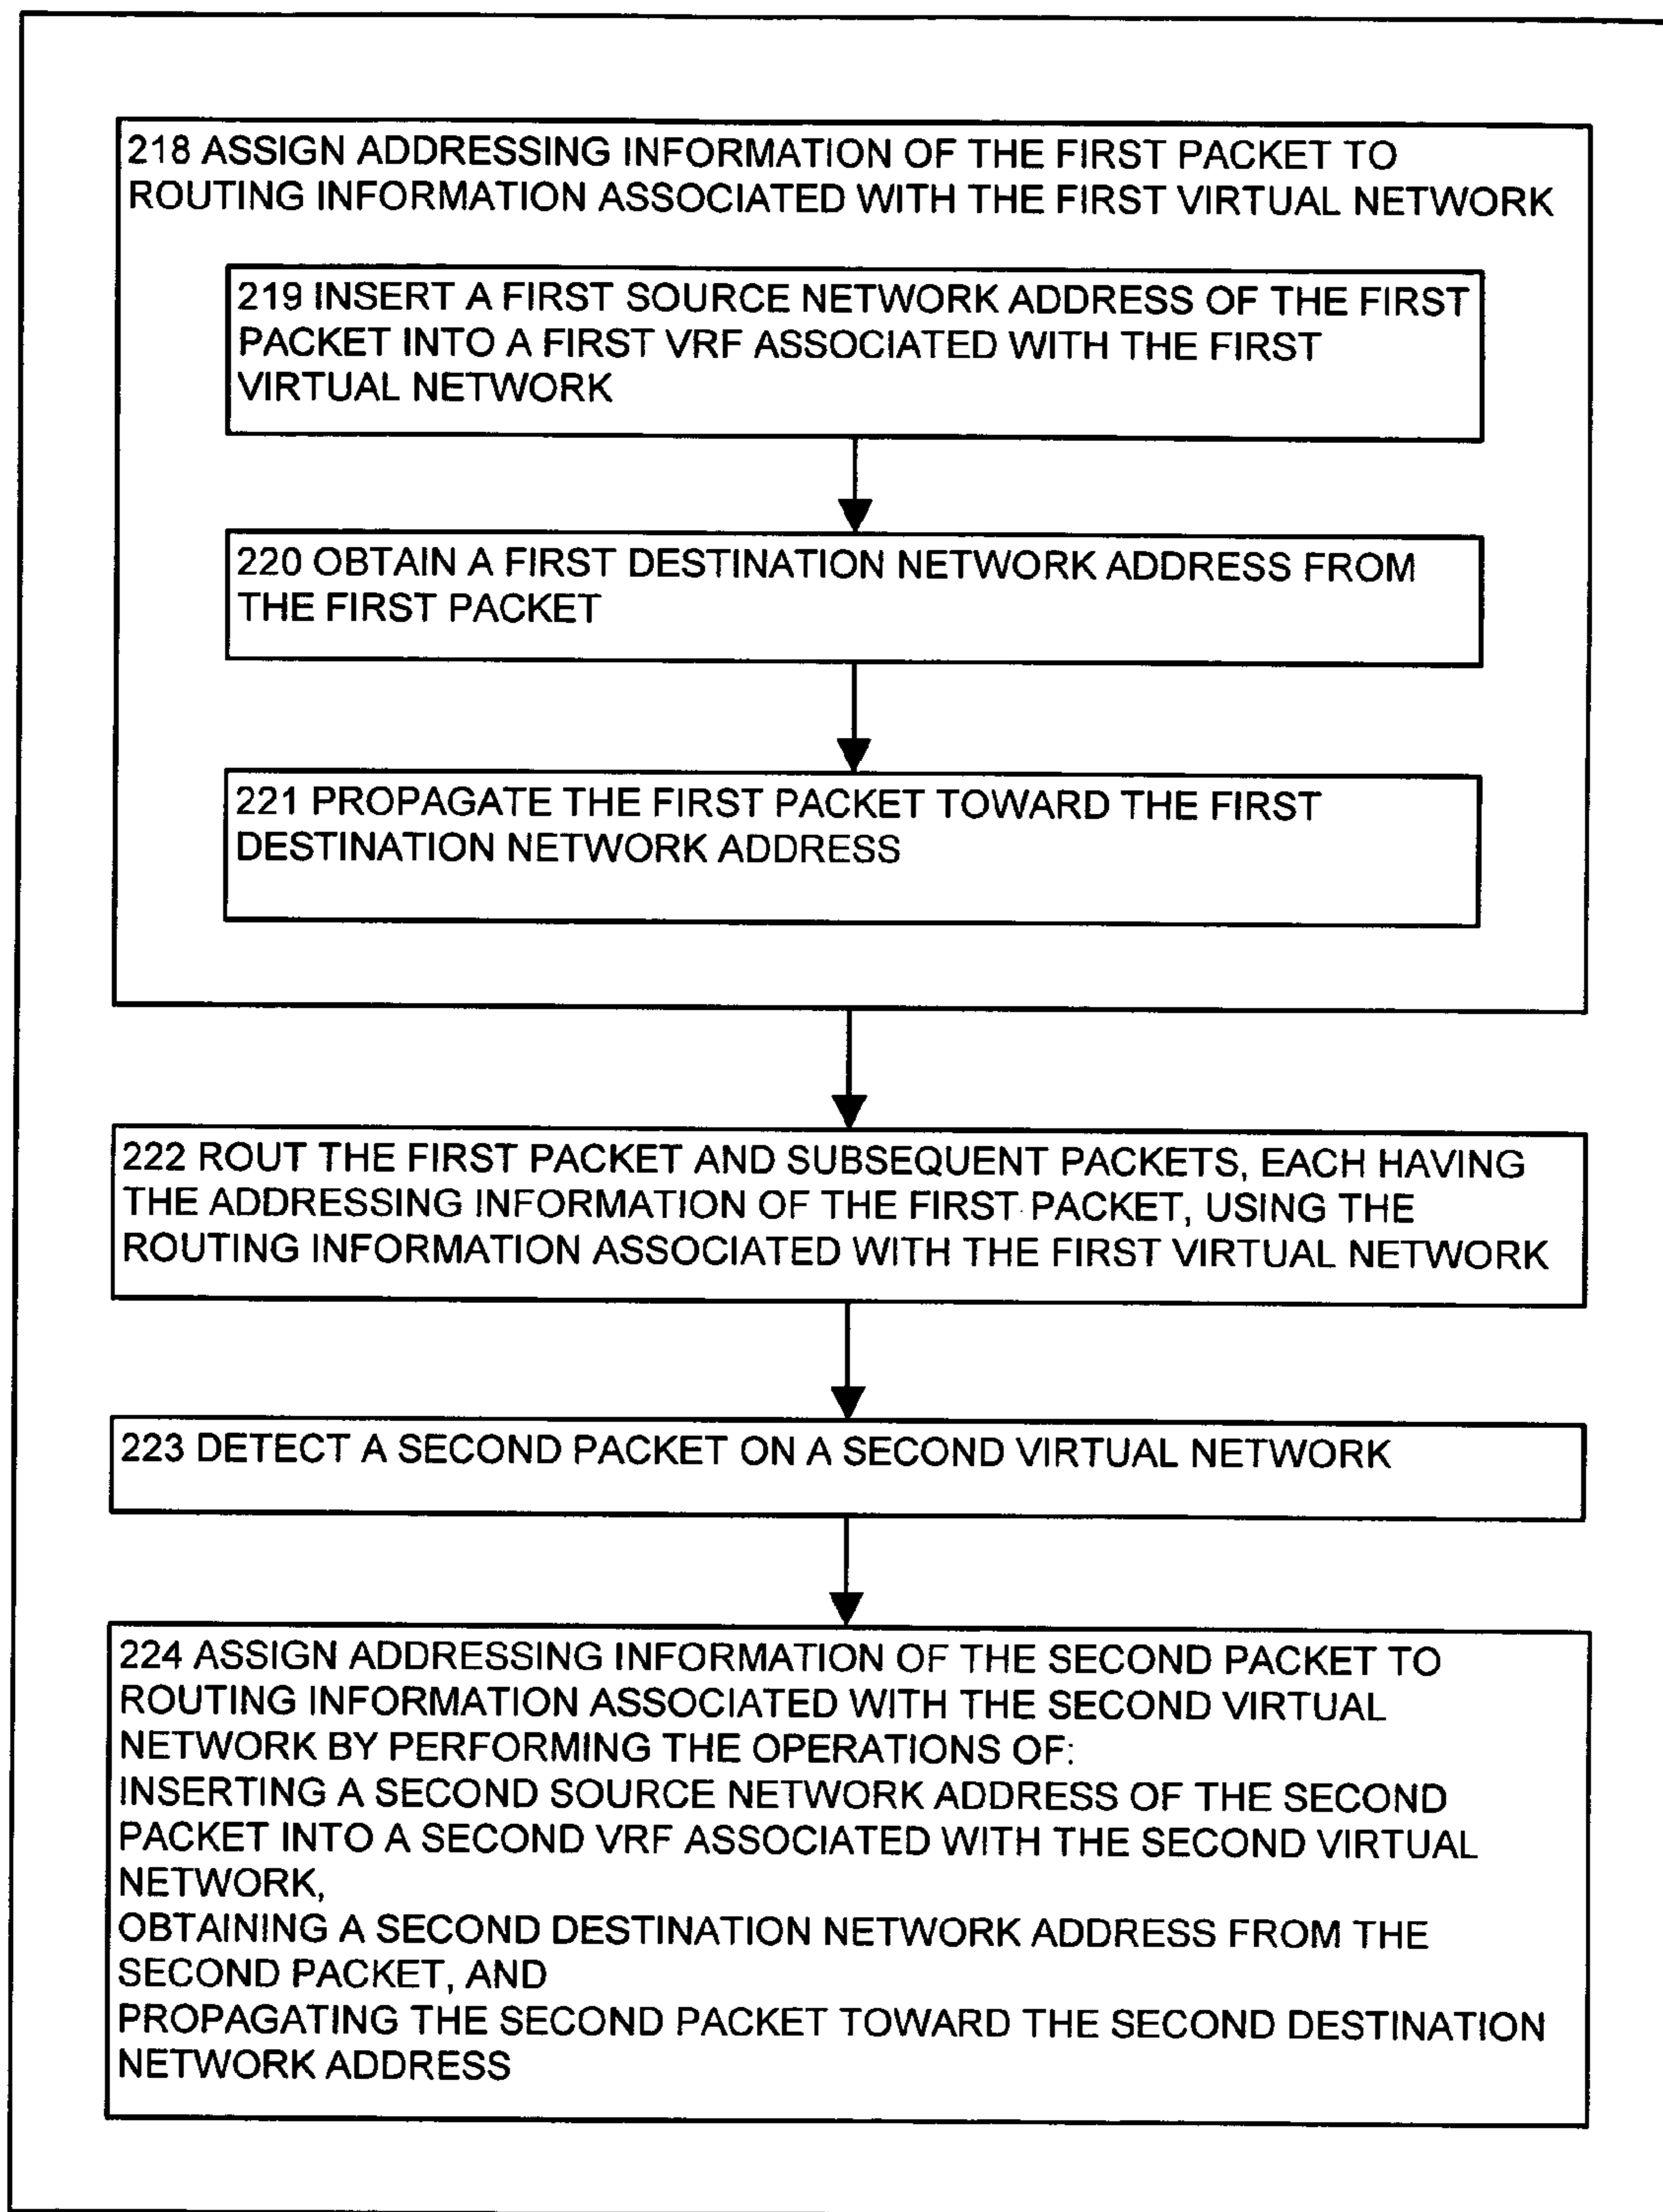 218 ASSIGN ADDRESSING INFORMATION OF THE FIRST PACKET TO
ROUTING INFORMATION ASSOCIATED WITH THE FIRST VIRTUAL NETWORK
219 INSERT A FIRST SOURCE NETWORK ADDRESS OF THE FIRST
PACKET INTO A FIRST VRF ASSOCIATED WITH THE FIRST
VIRTUAL NETWORK
220 OBTAIN A FIRST DESTINATION NETWORK ADDRESS FROM
THE FIRST PACKET
221 PROPAGATE THE FIRST PACKET TOWARD THE FIRST
DESTINATION NETWORK ADDRESS
222 ROUT THE FIRST PACKET AND SUBSEQUENT PACKETS, EACH HAVING
THE ADDRESSING INFORMATION OF THE FIRST PACKET, USING THE
ROUTING INFORMATION ASSOCIATED WITH THE FIRST VIRTUAL NETWORK
223 DETECT A SECOND PACKET ON A SECOND VIRTUAL NETWORK
224 ASSIGN ADDRESSING INFORMATION OF THE SECOND PACKET TO
ROUTING INFORMATION ASSOCIATED WITH THE SECOND VIRTUAL
NETWORK BY PERFORMING THE OPERATIONS OF:
INSERTING A SECOND SOURCE NETWORK ADDRESS OF THE SECOND
PACKET INTO A SECOND VRF ASSOCIATED WITH THE SECOND VIRTUAL
NETWORK,
OBTAINING A SECOND DESTINATION NETWORK ADDRESS FROM THE
SECOND PACKET, AND
PROPAGATING THE SECOND PACKET TOWARD THE SECOND DESTINATION
NETWORK ADDRESS